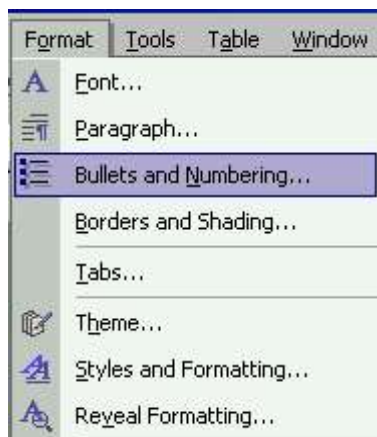 Format Tools Table Window
Font...
Paragraph...
Bullets and Numbering...
Borders and Shading...
Tabs...
Theme...
Styles and Formatting...
Reveal Formatting...